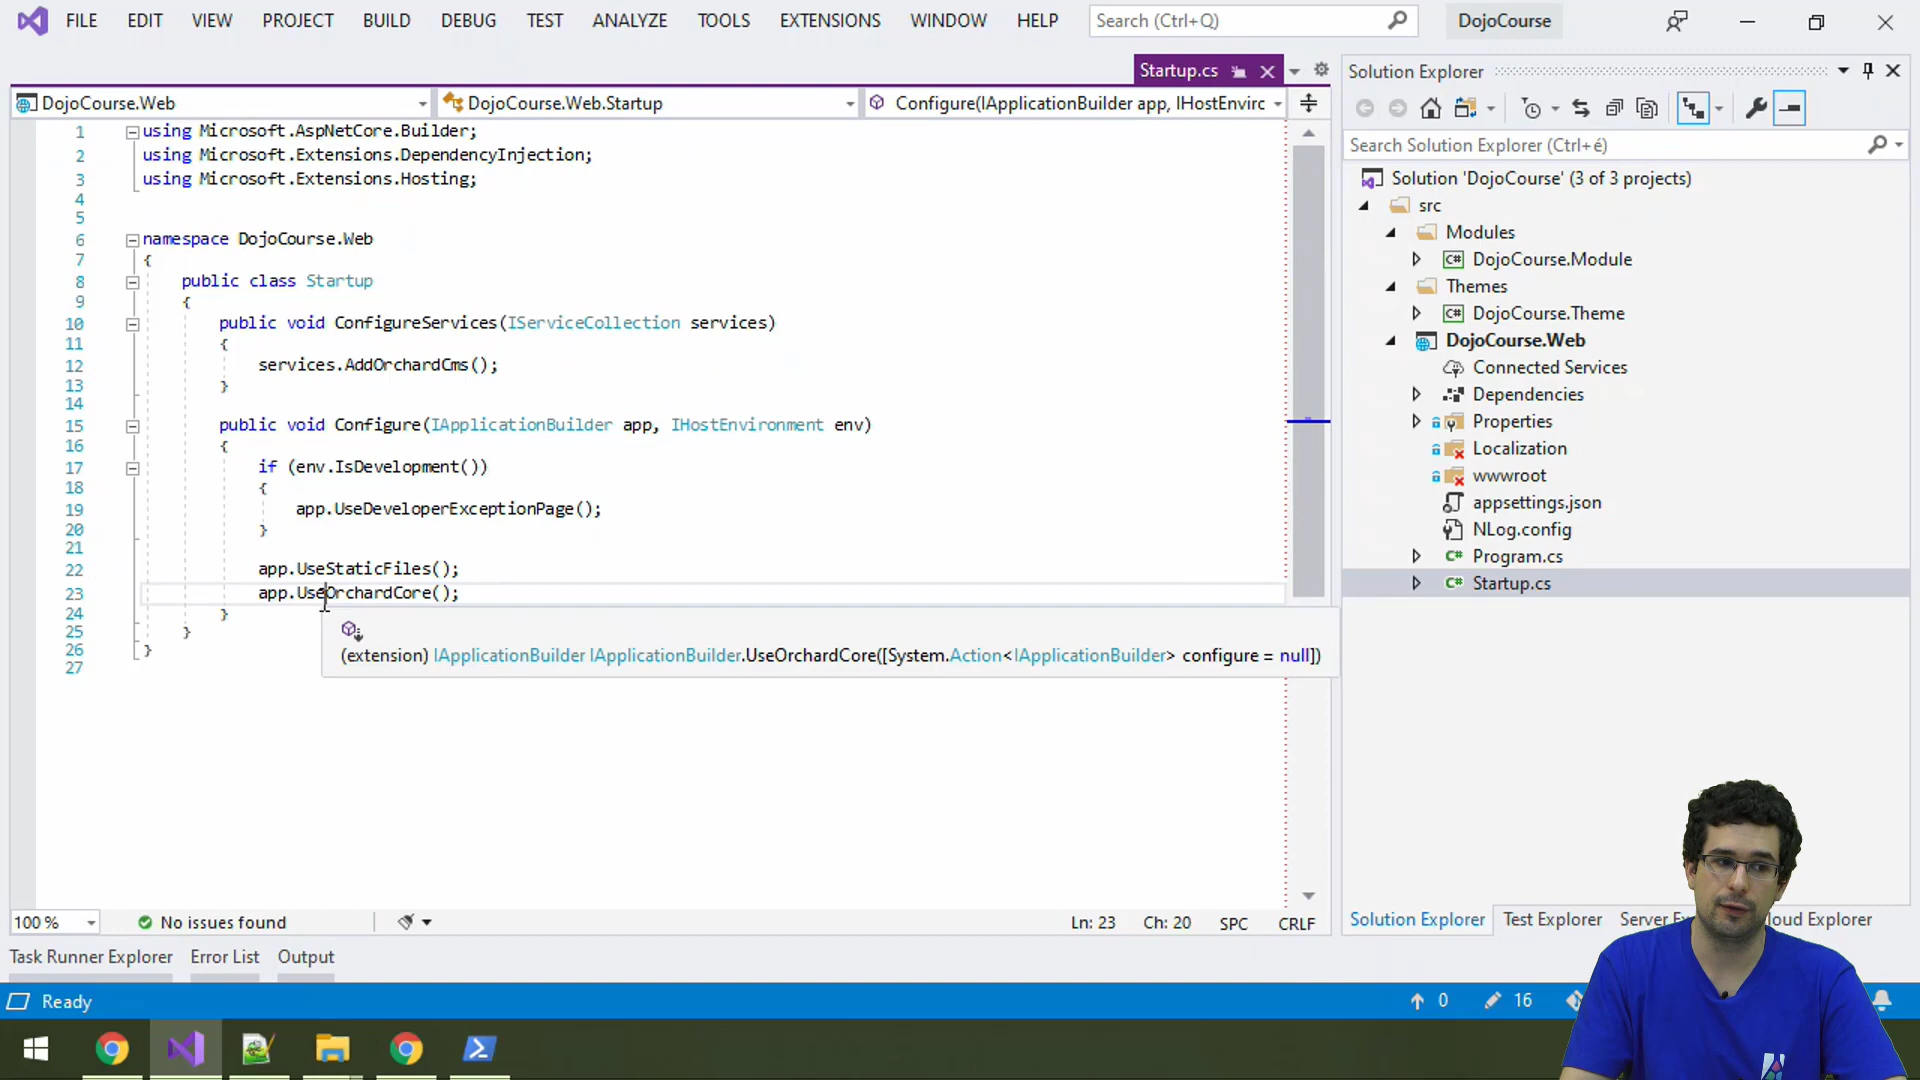 FILE EDIT VIEW PROJECT BUILD DEBUG TEST ANALYZE TOOLS EXTENSIONS WINDOW HELP Search (Ctrl+Q) DojoCourse
Startup.cs
DojoCourse.Web DojoCourse.Web.Startup Configure(IApplicationBuilder app, IHostEnvirc
1 using Microsoft.AspNetCore.Builder;
2 using Microsoft.Extensions.DependencyInjection;
3 using Microsoft.Extensions.Hosting;
4
5
6 namespace DojoCourse.Web
7 {
8 public class Startup
9 {
10 public void ConfigureServices(IServiceCollection services)
11 {
12 services.AddOrchardCms();
13 }
14
15 public void Configure(IApplicationBuilder app, IHostEnvironment env)
16 {
17 if (env.IsDevelopment())
18 {
19 app.UseDeveloperExceptionPage();
20 }
21
22 app.UseStaticFiles();
23 app.UseOrchardCore();
24 }
25 }
26 }
27
(extension) IApplicationBuilder IApplicationBuilder.UseOrchardCore([System.Action<IApplicationBuilder> configure = null])
100 % No issues found Ln: 23 Ch: 20 SPC CRLF
Solution Explorer
Search Solution Explorer (Ctrl+é)
Solution 'DojoCourse' (3 of 3 projects)
src
Modules
C# DojoCourse.Module
Themes
C# DojoCourse.Theme
DojoCourse.Web
Connected Services
Dependencies
Properties
Localization
wwwroot
appsettings.json
NLog.config
C# Program.cs
C# Startup.cs
Solution Explorer Test Explorer Server Explorer
Task Runner Explorer Error List Output
Ready 0 16